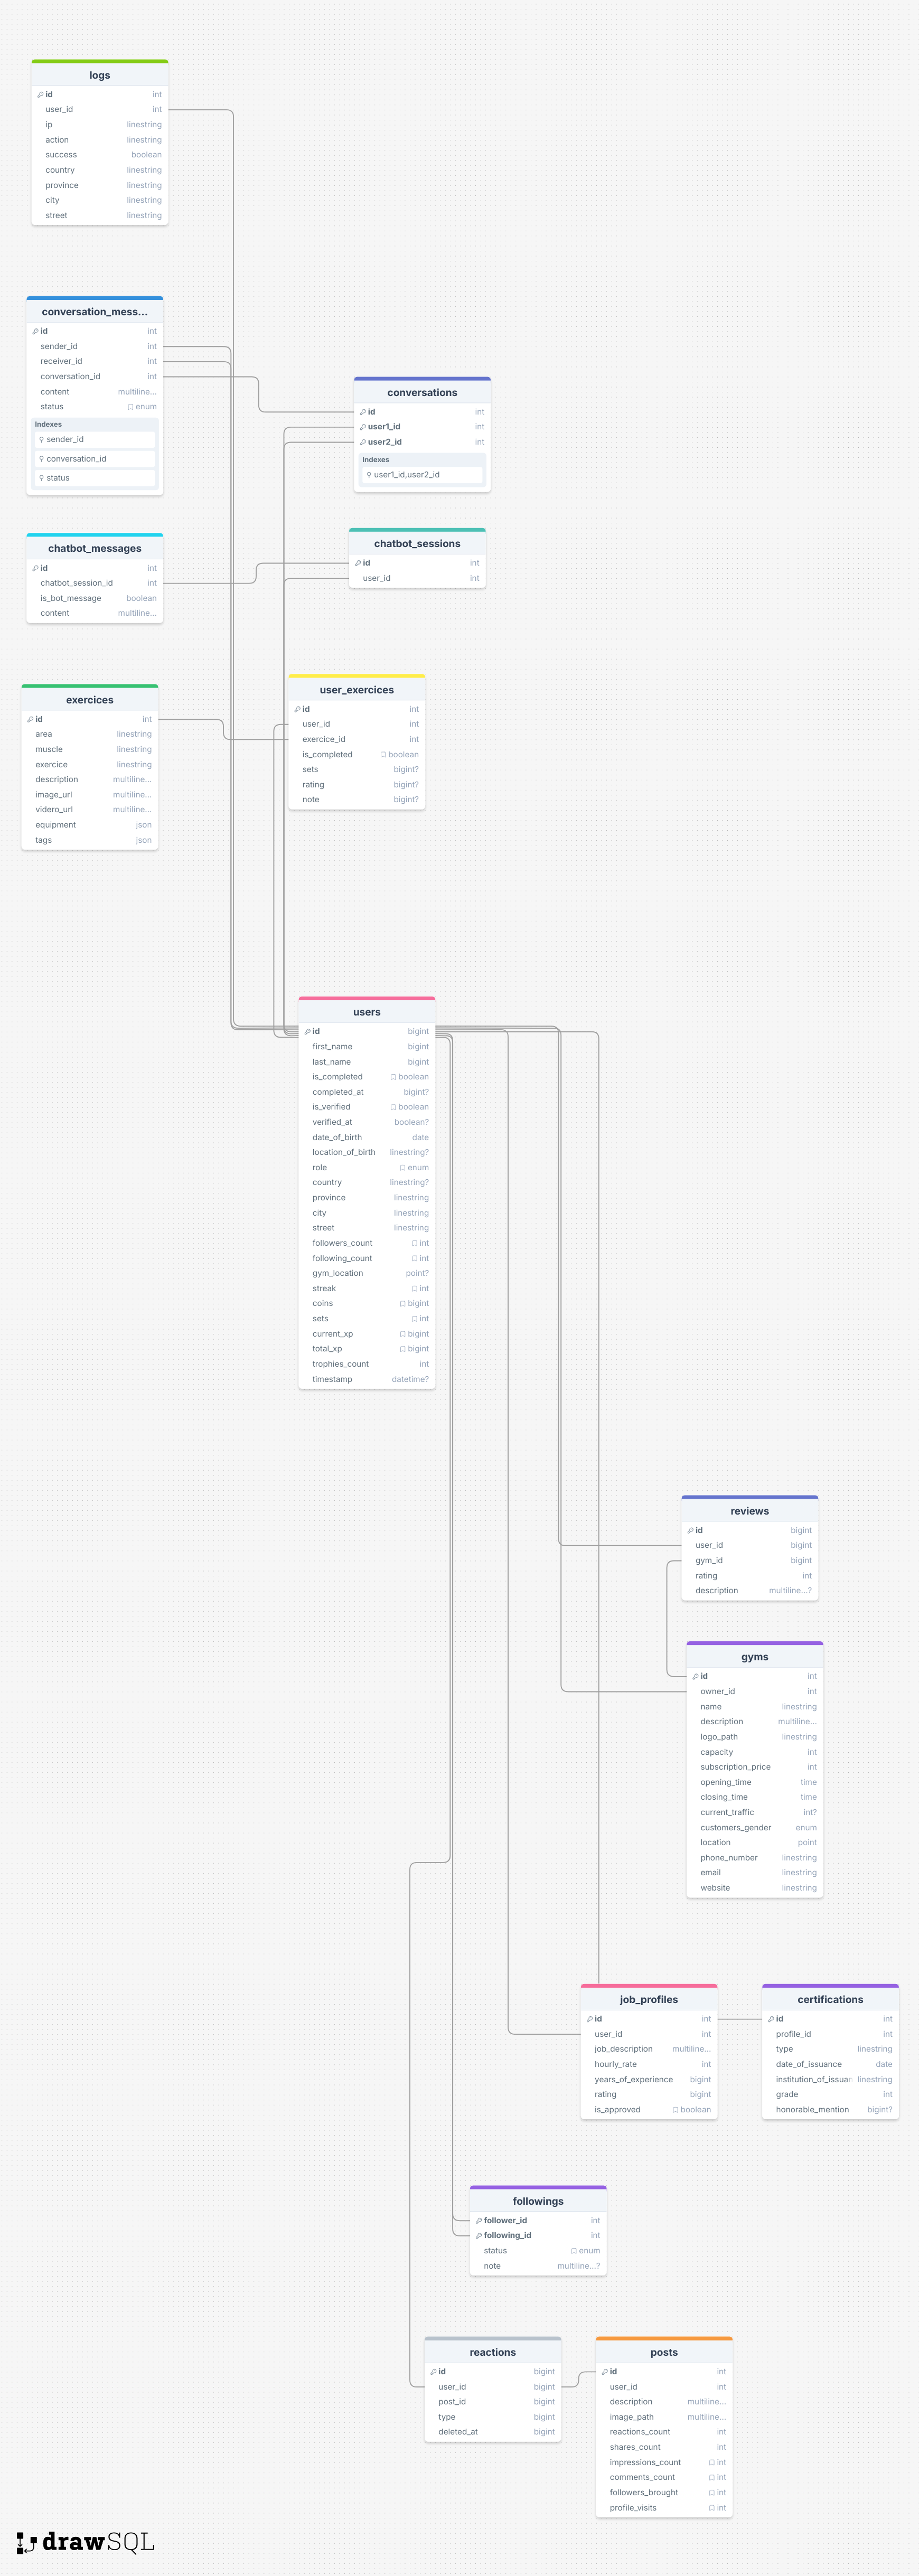 logs
id int
user_id int
ip linestring
action linestring
success boolean
country linestring
province linestring
city linestring
street linestring
conversation_mess...
id int
sender_id int
receiver_id int
conversation_id int
content multiline...
status enum
Indexes
sender_id
conversation_id
status
conversations
id int
user1_id int
user2_id int
Indexes
user1_id,user2_id
chatbot_messages
id int
chatbot_session_id int
is_bot_message boolean
content multiline...
chatbot_sessions
id int
user_id int
exercices
id int
area linestring
muscle linestring
exercice linestring
description multiline...
image_url multiline...
videro_url multiline...
equipment json
tags json
user_exercices
id int
user_id int
exercice_id int
is_completed boolean
sets bigint?
rating bigint?
note bigint?
users
id bigint
first_name bigint
last_name bigint
is_completed boolean
completed_at bigint?
is_verified boolean
verified_at boolean?
date_of_birth date
location_of_birth linestring?
role enum
country linestring?
province linestring
city linestring
street linestring
followers_count int
following_count int
gym_location point?
streak int
coins bigint
sets int
current_xp bigint
total_xp bigint
trophies_count int
timestamp datetime?
reviews
id bigint
user_id bigint
gym_id bigint
rating int
description multiline...?
gyms
id int
owner_id int
name linestring
description multiline...
logo_path linestring
capacity int
subscription_price int
opening_time time
closing_time time
current_traffic int?
customers_gender enum
location point
phone_number linestring
email linestring
website linestring
job_profiles
id int
user_id int
job_description multiline...
hourly_rate int
years_of_experience bigint
rating bigint
is_approved boolean
certifications
id int
profile_id int
type linestring
date_of_issuance date
institution_of_issuan linestring
grade int
honorable_mention bigint?
followings
follower_id int
following_id int
status enum
note multiline...?
reactions
id bigint
user_id bigint
post_id bigint
type bigint
deleted_at bigint
posts
id int
user_id int
description multiline...
image_path multiline...
reactions_count int
shares_count int
impressions_count int
comments_count int
followers_brought int
profile_visits int
drawSQL